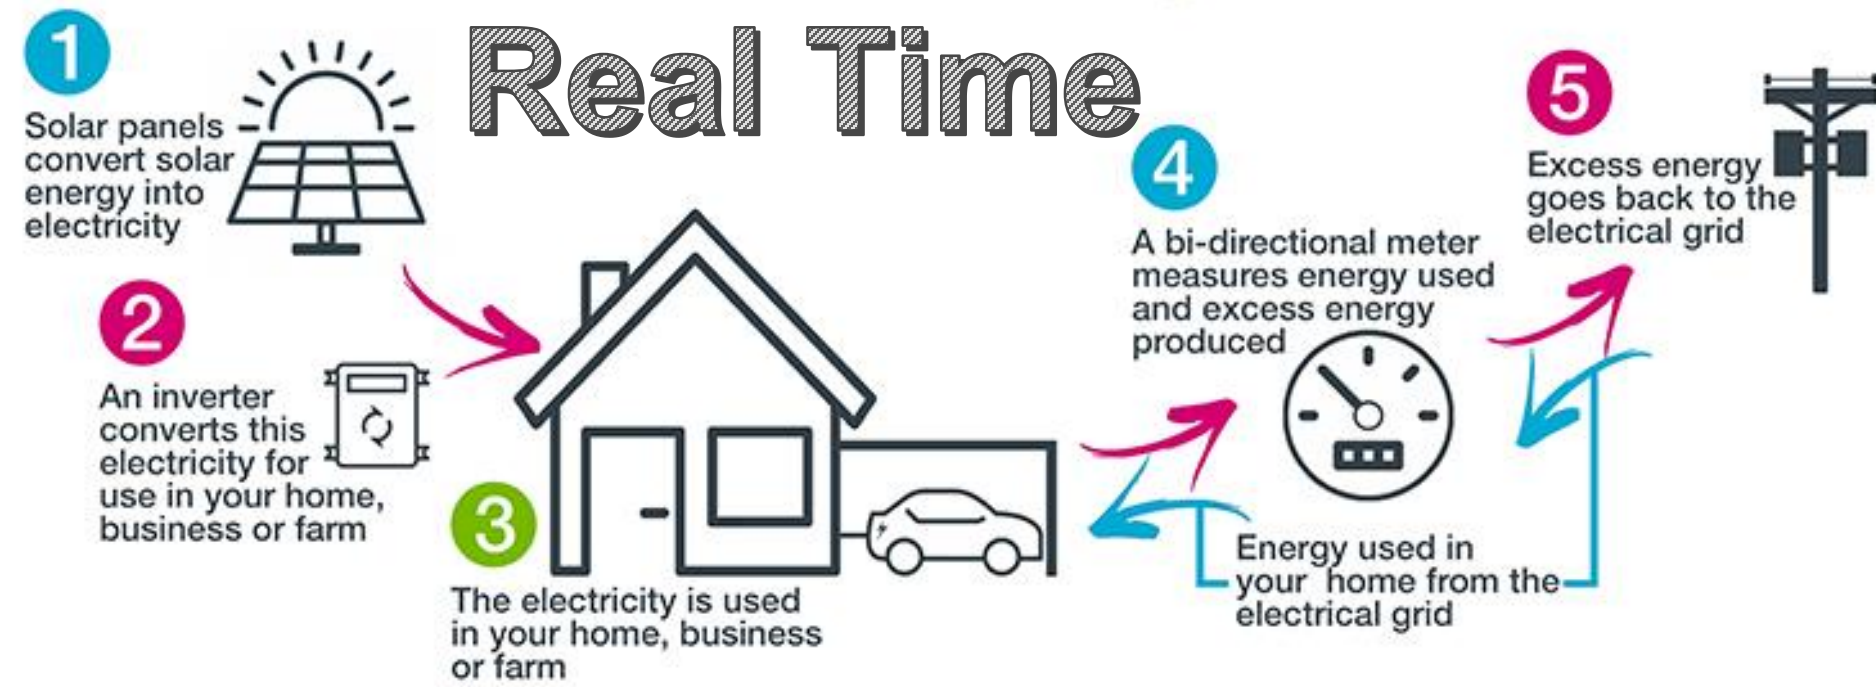 Real Time
1
Solar panels
convert solar
energy into
electricity
2
An inverter
converts this
electricity for
use in your home,
business or farm
3
The electricity is used
in your home, business
or farm
4
A bi-directional meter
measures energy used
and excess energy
produced
5
Excess energy
goes back to the
electrical grid
Energy used in
your home from the
electrical grid